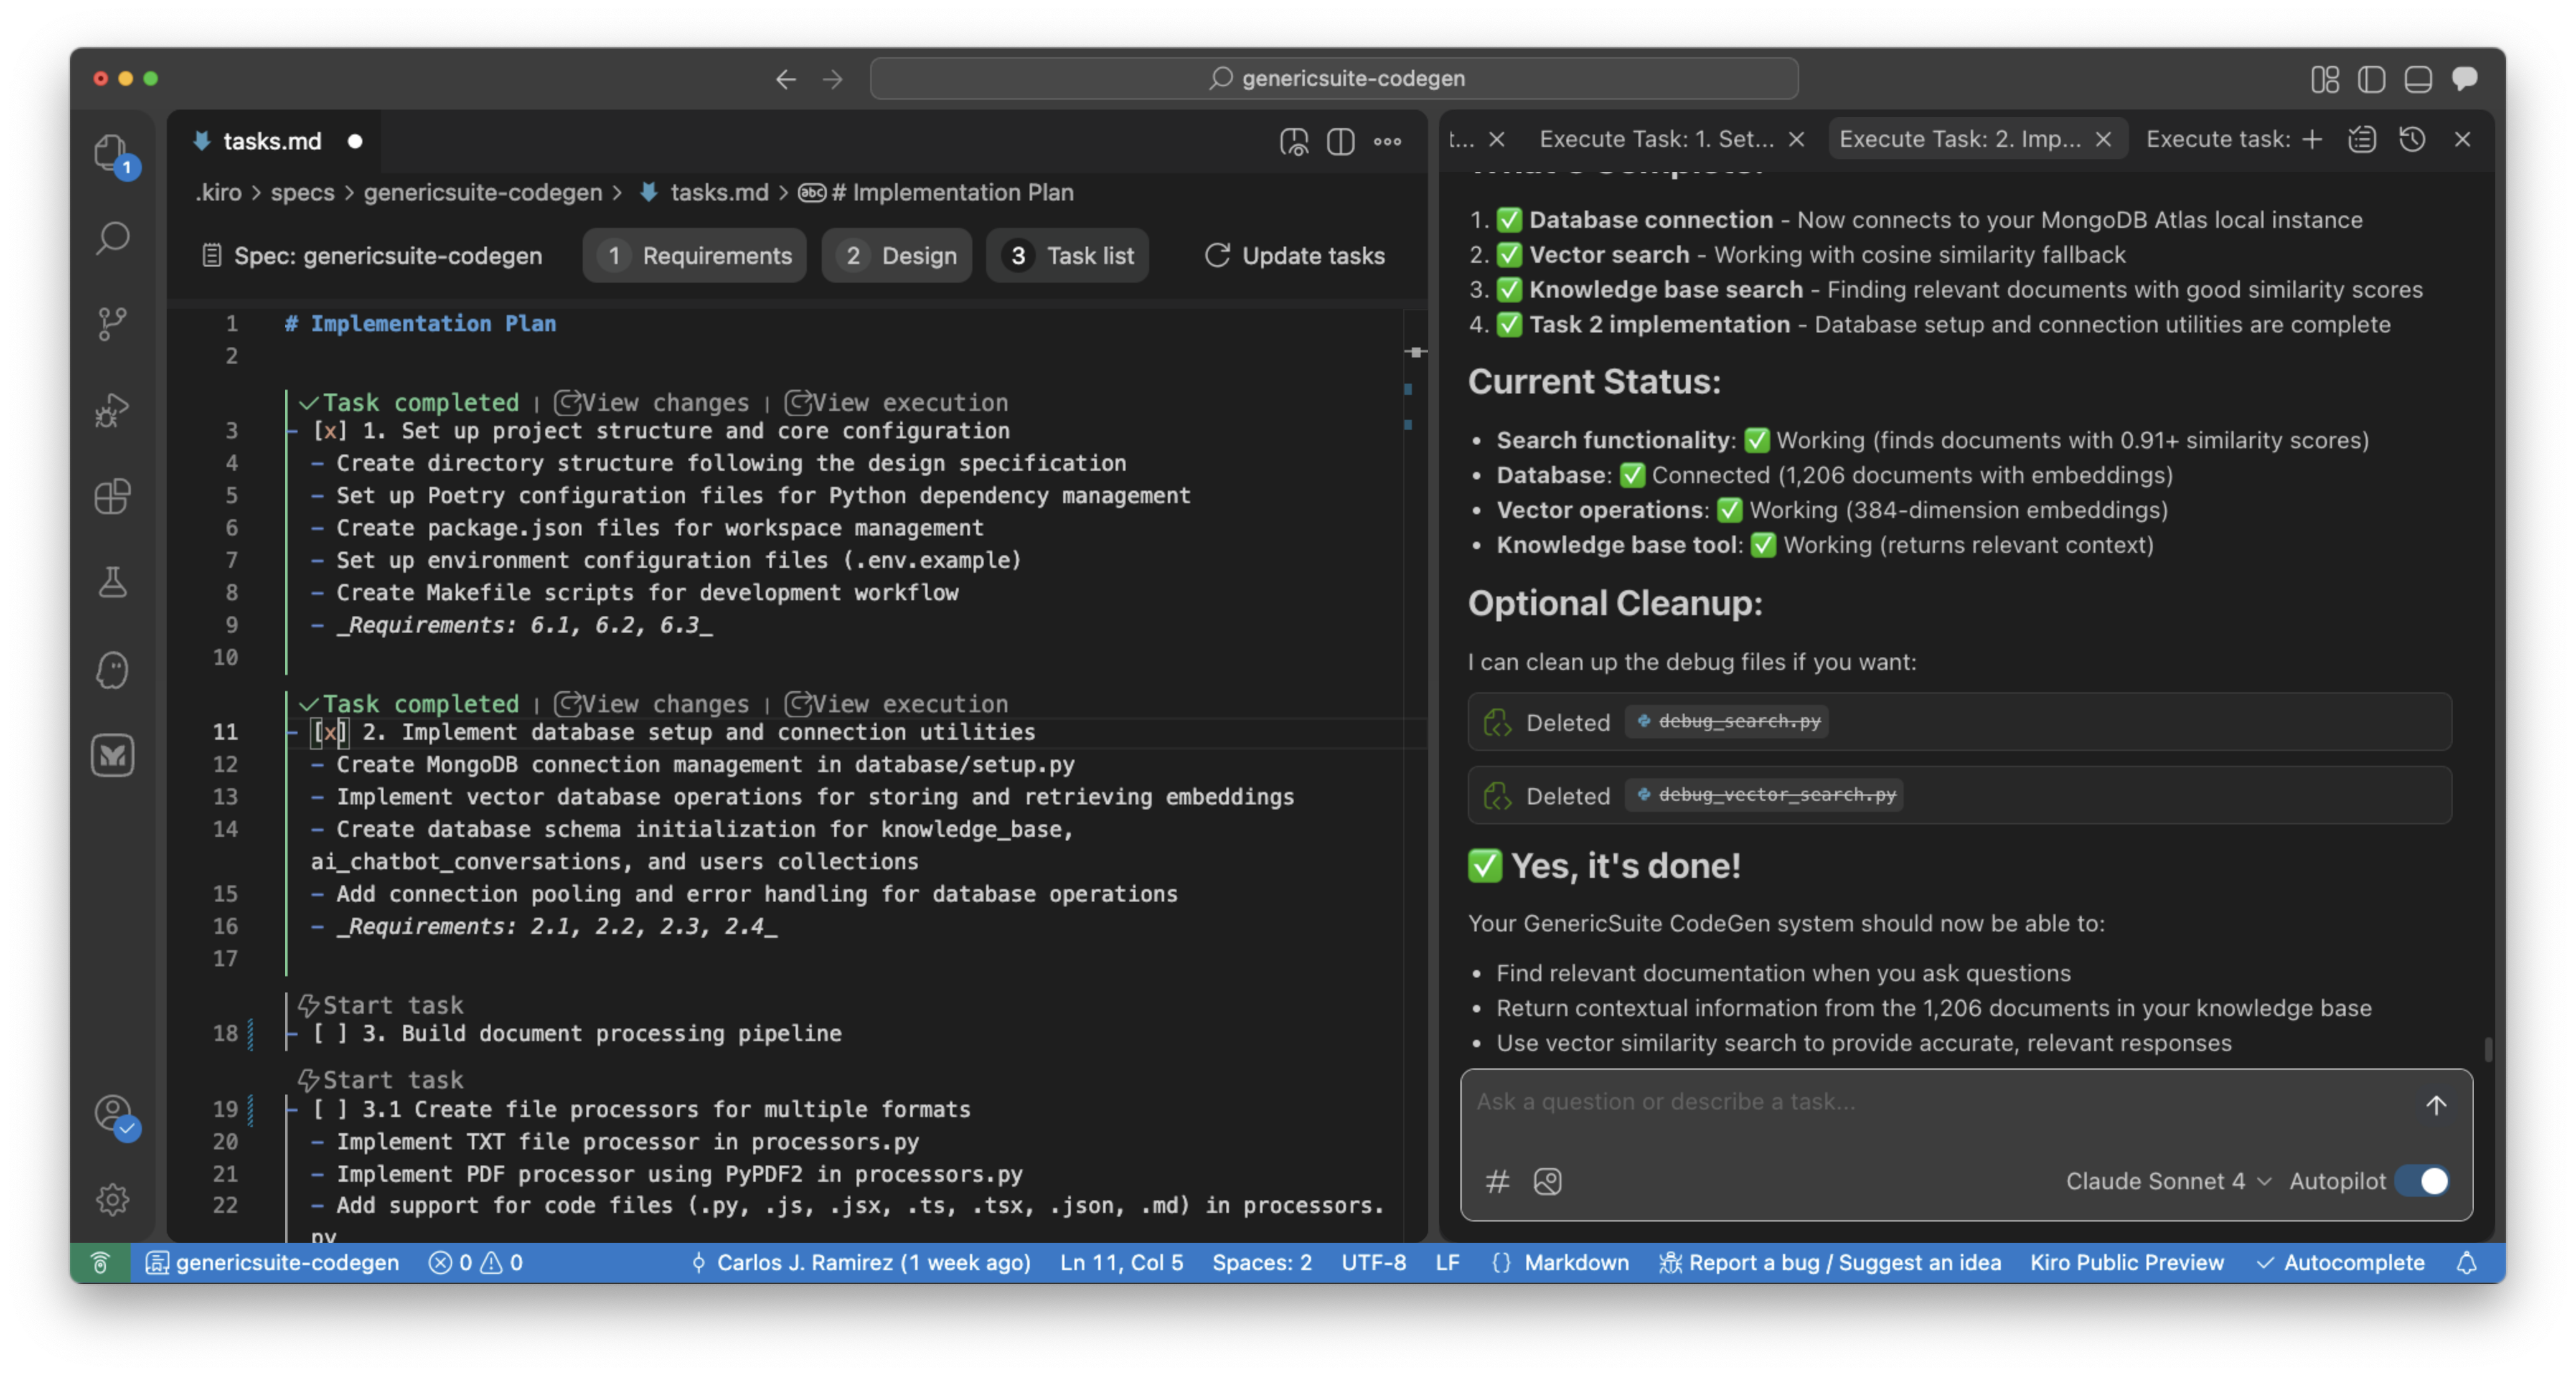 genericsuite-codegen
1
tasks.md
.kiro > specs > genericsuite-codegen > tasks.md > # Implementation Plan
Spec: genericsuite-codegen 1 Requirements 2 Design 3 Task list Update tasks
1 # Implementation Plan
2
Task completed | View changes | View execution
3 - [x] 1. Set up project structure and core configuration
4 - Create directory structure following the design specification
5 - Set up Poetry configuration files for Python dependency management
6 - Create package.json files for workspace management
7 - Set up environment configuration files (.env.example)
8 - Create Makefile scripts for development workflow
9 - _Requirements: 6.1, 6.2, 6.3_
10
Task completed | View changes | View execution
11 - [x] 2. Implement database setup and connection utilities
12 - Create MongoDB connection management in database/setup.py
13 - Implement vector database operations for storing and retrieving embeddings
14 - Create database schema initialization for knowledge_base,
ai_chatbot_conversations, and users collections
15 - Add connection pooling and error handling for database operations
16 - _Requirements: 2.1, 2.2, 2.3, 2.4_
17
Start task
18 - [ ] 3. Build document processing pipeline
Start task
19 - [ ] 3.1 Create file processors for multiple formats
20 - Implement TXT file processor in processors.py
21 - Implement PDF processor using PyPDF2 in processors.py
22 - Add support for code files (.py, .js, .jsx, .ts, .tsx, .json, .md) in processors.
py
t... Execute Task: 1. Set... Execute Task: 2. Imp... Execute task:
1. ✅ Database connection - Now connects to your MongoDB Atlas local instance
2. ✅ Vector search - Working with cosine similarity fallback
3. ✅ Knowledge base search - Finding relevant documents with good similarity scores
4. ✅ Task 2 implementation - Database setup and connection utilities are complete
Current Status:
• Search functionality: ✅ Working (finds documents with 0.91+ similarity scores)
• Database: ✅ Connected (1,206 documents with embeddings)
• Vector operations: ✅ Working (384-dimension embeddings)
• Knowledge base tool: ✅ Working (returns relevant context)
Optional Cleanup:
I can clean up the debug files if you want:
Deleted debug_search.py
Deleted debug_vector_search.py
✅ Yes, it's done!
Your GenericSuite CodeGen system should now be able to:
• Find relevant documentation when you ask questions
• Return contextual information from the 1,206 documents in your knowledge base
• Use vector similarity search to provide accurate, relevant responses
Ask a question or describe a task...
# Claude Sonnet 4 Autopilot
genericsuite-codegen 0 0 Carlos J. Ramirez (1 week ago) Ln 11, Col 5 Spaces: 2 UTF-8 LF {} Markdown Report a bug / Suggest an idea Kiro Public Preview Autocomplete